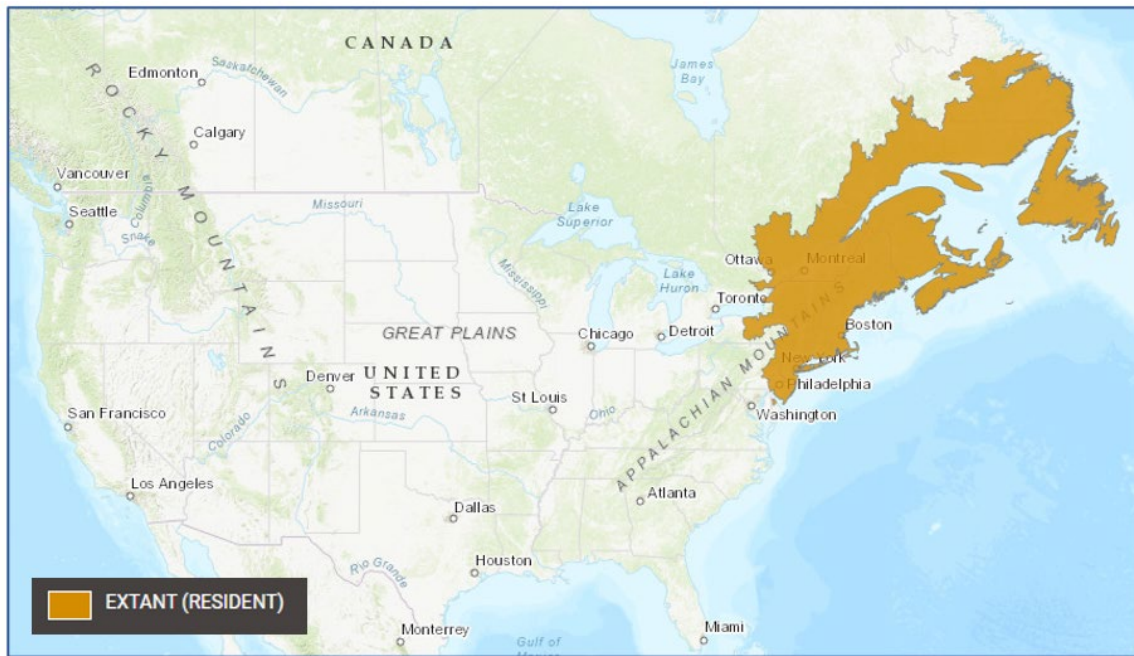 CANADA
James
Bay
Edmonton
Saskatchewan
ROCKY MOUNTAINS
Calgary
Vancouver
Columbia
Seattle
Snake
Missouri
Lake
Superior
Mississippi
Ottawa
Montreal
Lake
Huron
Toronto
GREAT PLAINS
Chicago
Detroit
Boston
New York
Philadelphia
Washington
APPALACHIAN MOUNTAINS
Denver
UNITED
STATES
St Louis
Ohio
Arkansas
San Francisco
Colorado
Los Angeles
Atlanta
Dallas
Houston
Rio Grande
EXTANT (RESIDENT)
Monterrey
Miami
Gulf of